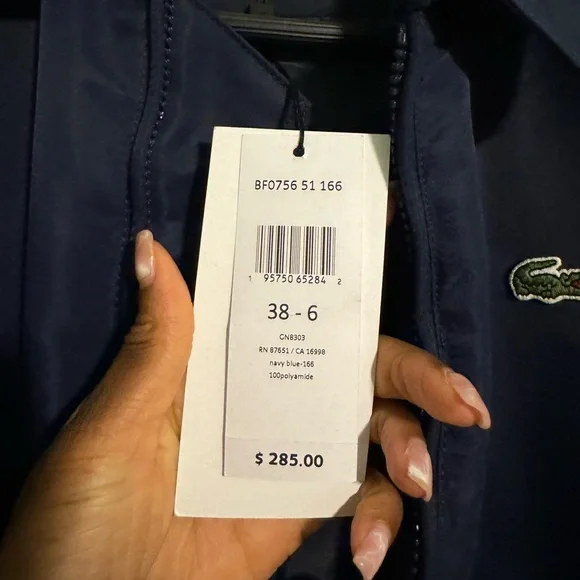 BF0756 51 166
1 95750 65284 2
38 - 6
GN8303
RN 87651 / CA 16998
navy blue-166
100polyamide
$ 285.00